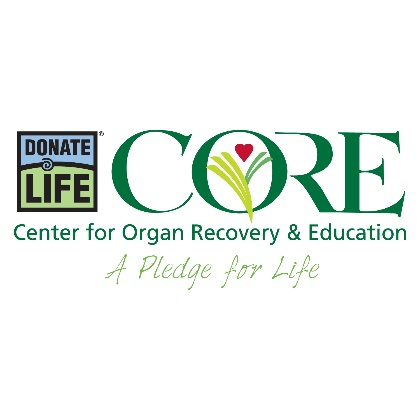 DONATE
LIFE
CORE
Center for Organ Recovery & Education
A Pledge for Life